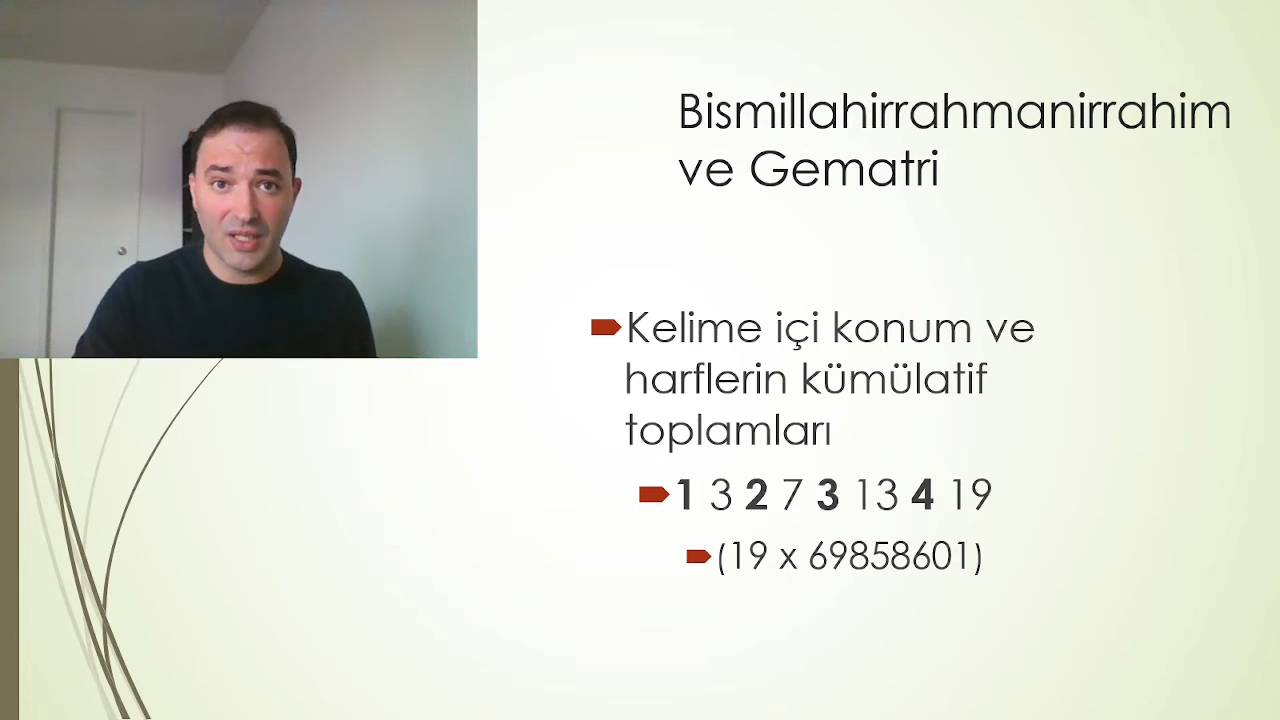 Bismillahirrahmanirrahim
ve Gematri
Kelime içi konum ve
harflerin kümülatif
toplamları
1 3 2 7 3 13 4 19
(19 x 69858601)